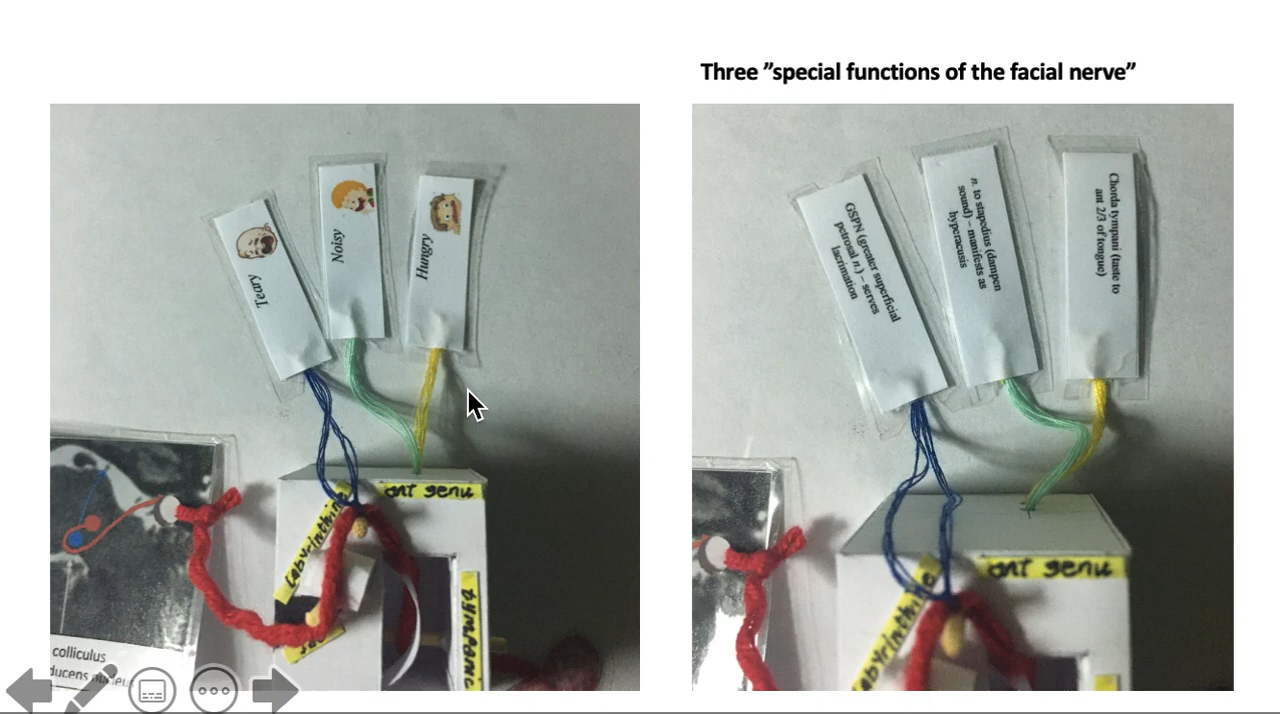 Three ”special functions of the facial nerve”
Teary
Noisy
Hungry
ant genu
Labyrinthine
tympanic
colliculus
GSPN (greater superficial
petrosal n.) – serves
lacrimation
n. to stapedius (dampen
sound) – manifests as
hyperacusis
Chorda tympani (taste to
ant 2/3 of tongue)
ant genu
Labyrinthine